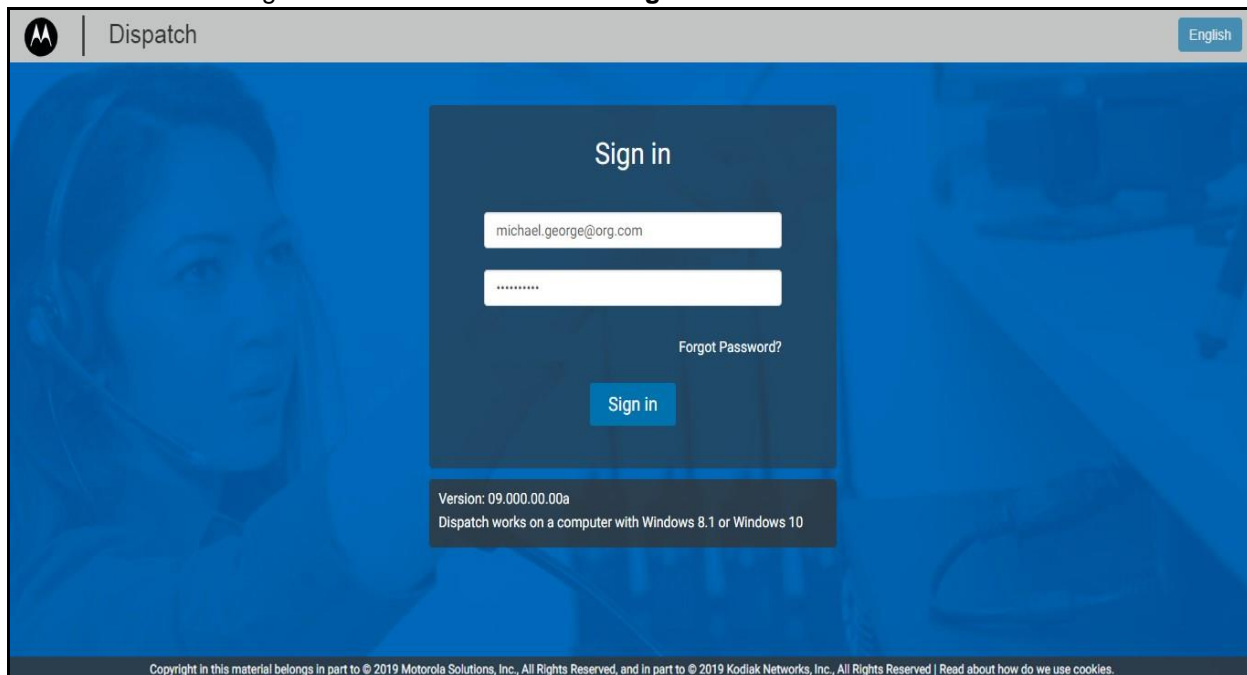 Dispatch
English
Sign in
michael.george@org.com
••••••••••
Forgot Password?
Sign in
Version: 09.000.00.00a
Dispatch works on a computer with Windows 8.1 or Windows 10
Copyright in this material belongs in part to © 2019 Motorola Solutions, Inc., All Rights Reserved, and in part to © 2019 Kodiak Networks, Inc., All Rights Reserved | Read about how do we use cookies.